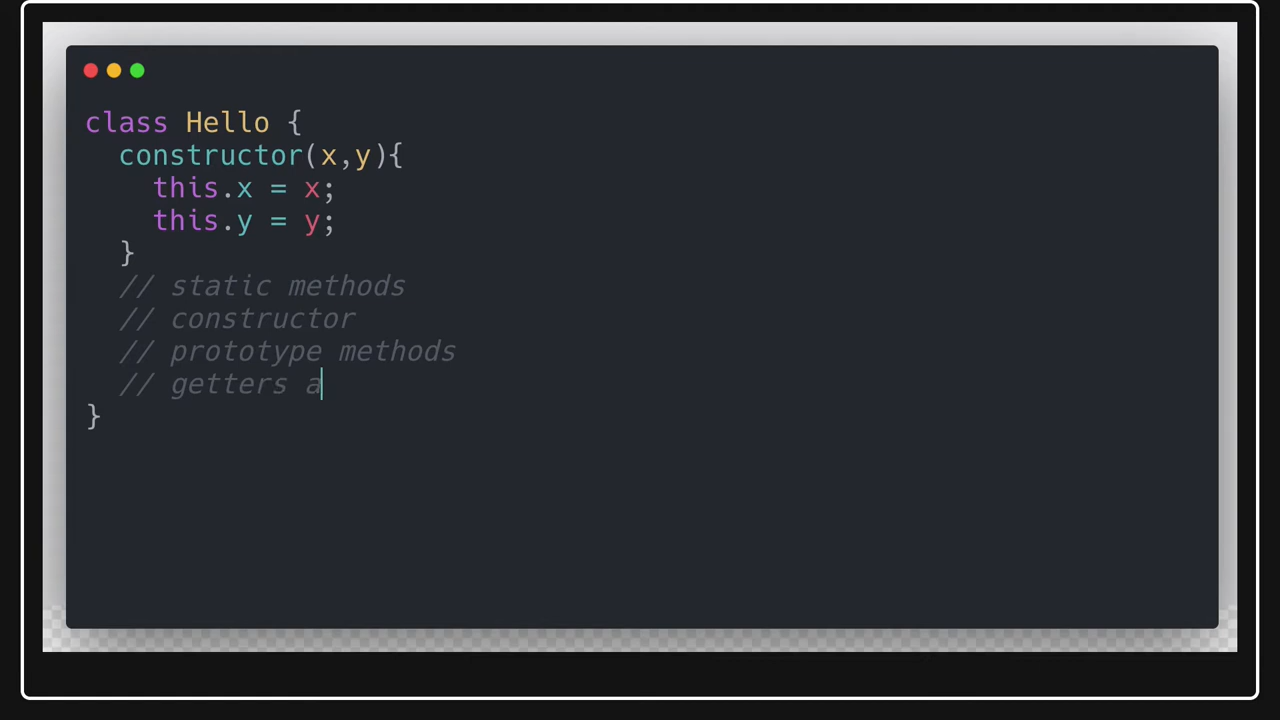 class Hello {
  constructor(x,y){
    this.x = x;
    this.y = y;
  }
  // static methods
  // constructor
  // prototype methods
  // getters a
}